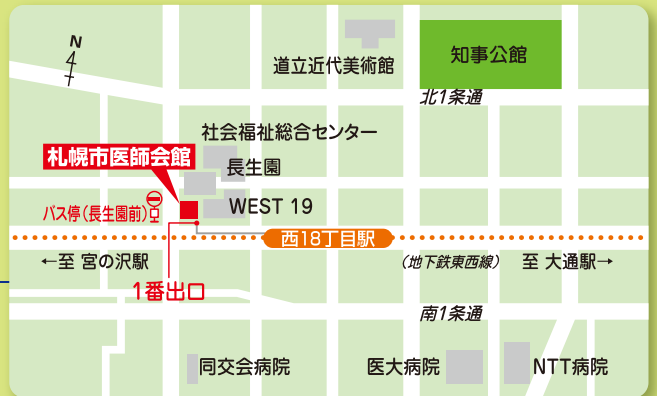 N
道立近代美術館
知事公館
北1条通
社会福祉総合センター
札幌市医師会館
長生園
バス停(長生園前)
WEST 19
西18丁目駅
←至 宮の沢駅
(地下鉄東西線)
至 大通駅→
1番出口
南1条通
同交会病院
医大病院
NTT病院